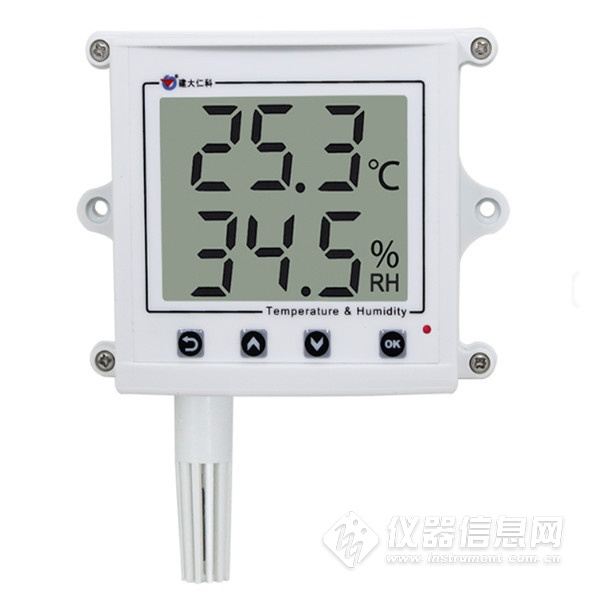 建大仁科
25.3 ℃
34.5 % RH
Temperature & Humidity
OK
仪器信息网
www.instrument.com.cn